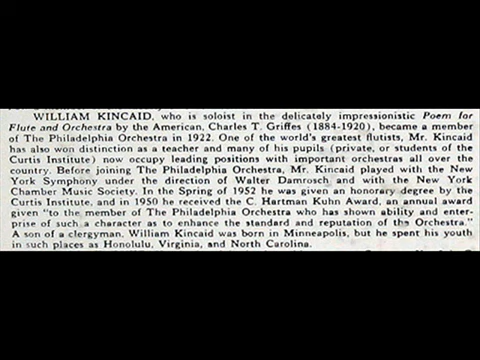 WILLIAM KINCAID, who is soloist in the delicately impressionistic Poem for
Flute and Orchestra by the American, Charles T. Griffes (1884-1920), became a member
of The Philadelphia Orchestra in 1922. One of the world's greatest flutists, Mr. Kincaid
has also won distinction as a teacher and many of his pupils (private, or students of the
Curtis Institute) now occupy leading positions with important orchestras all over the
country. Before joining The Philadelphia Orchestra, Mr. Kincaid played with the New
York Symphony under the direction of Walter Damrosch and with the New York
Chamber Music Society. In the Spring of 1952 he was given an honorary degree by the
Curtis Institute, and in 1950 he received the C. Hartman Kuhn Award, an annual award
given "to the member of The Philadelphia Orchestra who has shown ability and enter-
prise of such a character as to enhance the standard and reputation of the Orchestra."
A son of a clergyman, William Kincaid was born in Minneapolis, but he spent his youth
in such places as Honolulu, Virginia, and North Carolina.